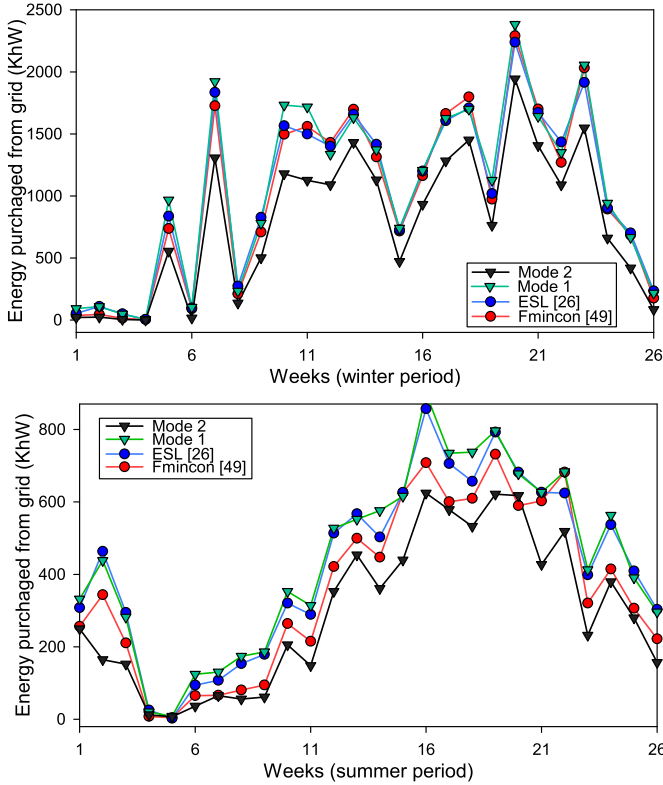 Energy purchaged from grid (KhW)
2500
2000
1500
1000
500
0
Mode 2
Mode 1
ESL [26]
Fmincon [49]
1
6
11
16
21
26
Weeks (winter period)
Energy purchaged from grid (KhW)
800
600
400
200
0
Mode 2
Mode 1
ESL [26]
Fmincon [49]
1
6
11
16
21
26
Weeks (summer period)